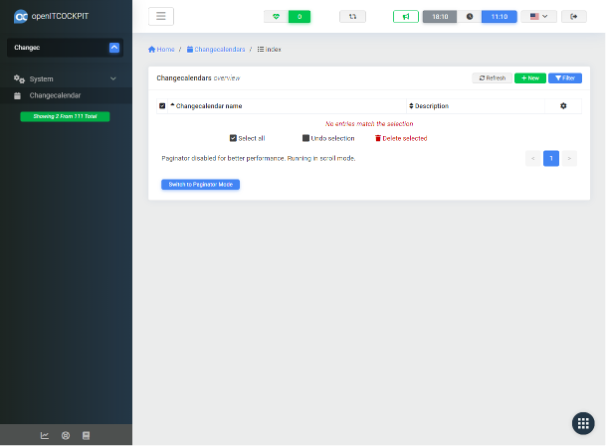 openITCOCKPIT
0
18:10
11:10
Changec
Home / Changecalendars / Index
System
Changecalendar
Changecalendars overview
Refresh
+ New
Filter
Showing 2 From 111 Total
Changecalendar name
Description
No entries match the selection
Select all
Undo selection
Delete selected
Paginator disabled for better performance. Running in scroll mode.
«
1
»
Switch to Paginator Mode